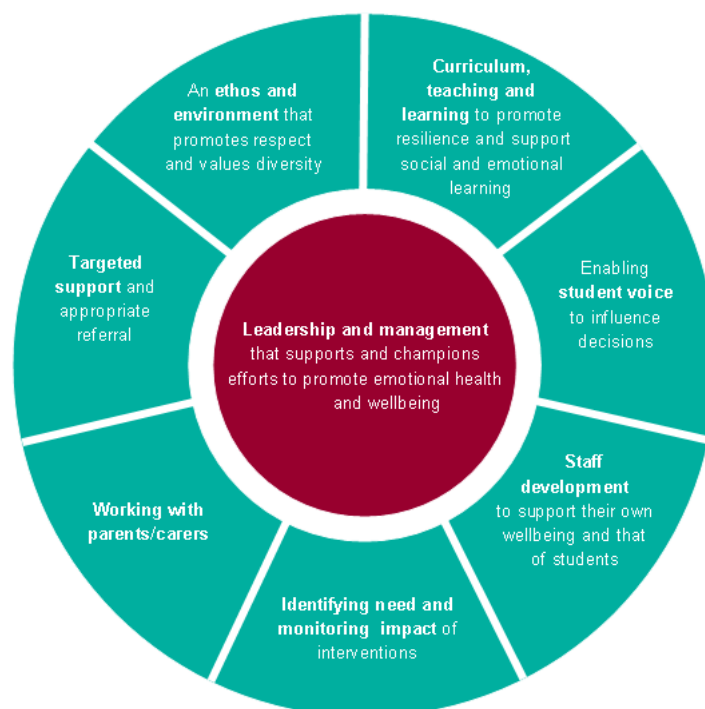 An ethos and
environment that
promotes respect
and values diversity
Curriculum,
teaching and
learning to promote
resilience and support
social and emotional
learning
Enabling
student voice
to influence
decisions
Staff
development
to support their own
wellbeing and that
of students
Identifying need and
monitoring impact of
interventions
Working with
parents/carers
Targeted
support and
appropriate
referral
Leadership and management
that supports and champions
efforts to promote emotional health
and wellbeing